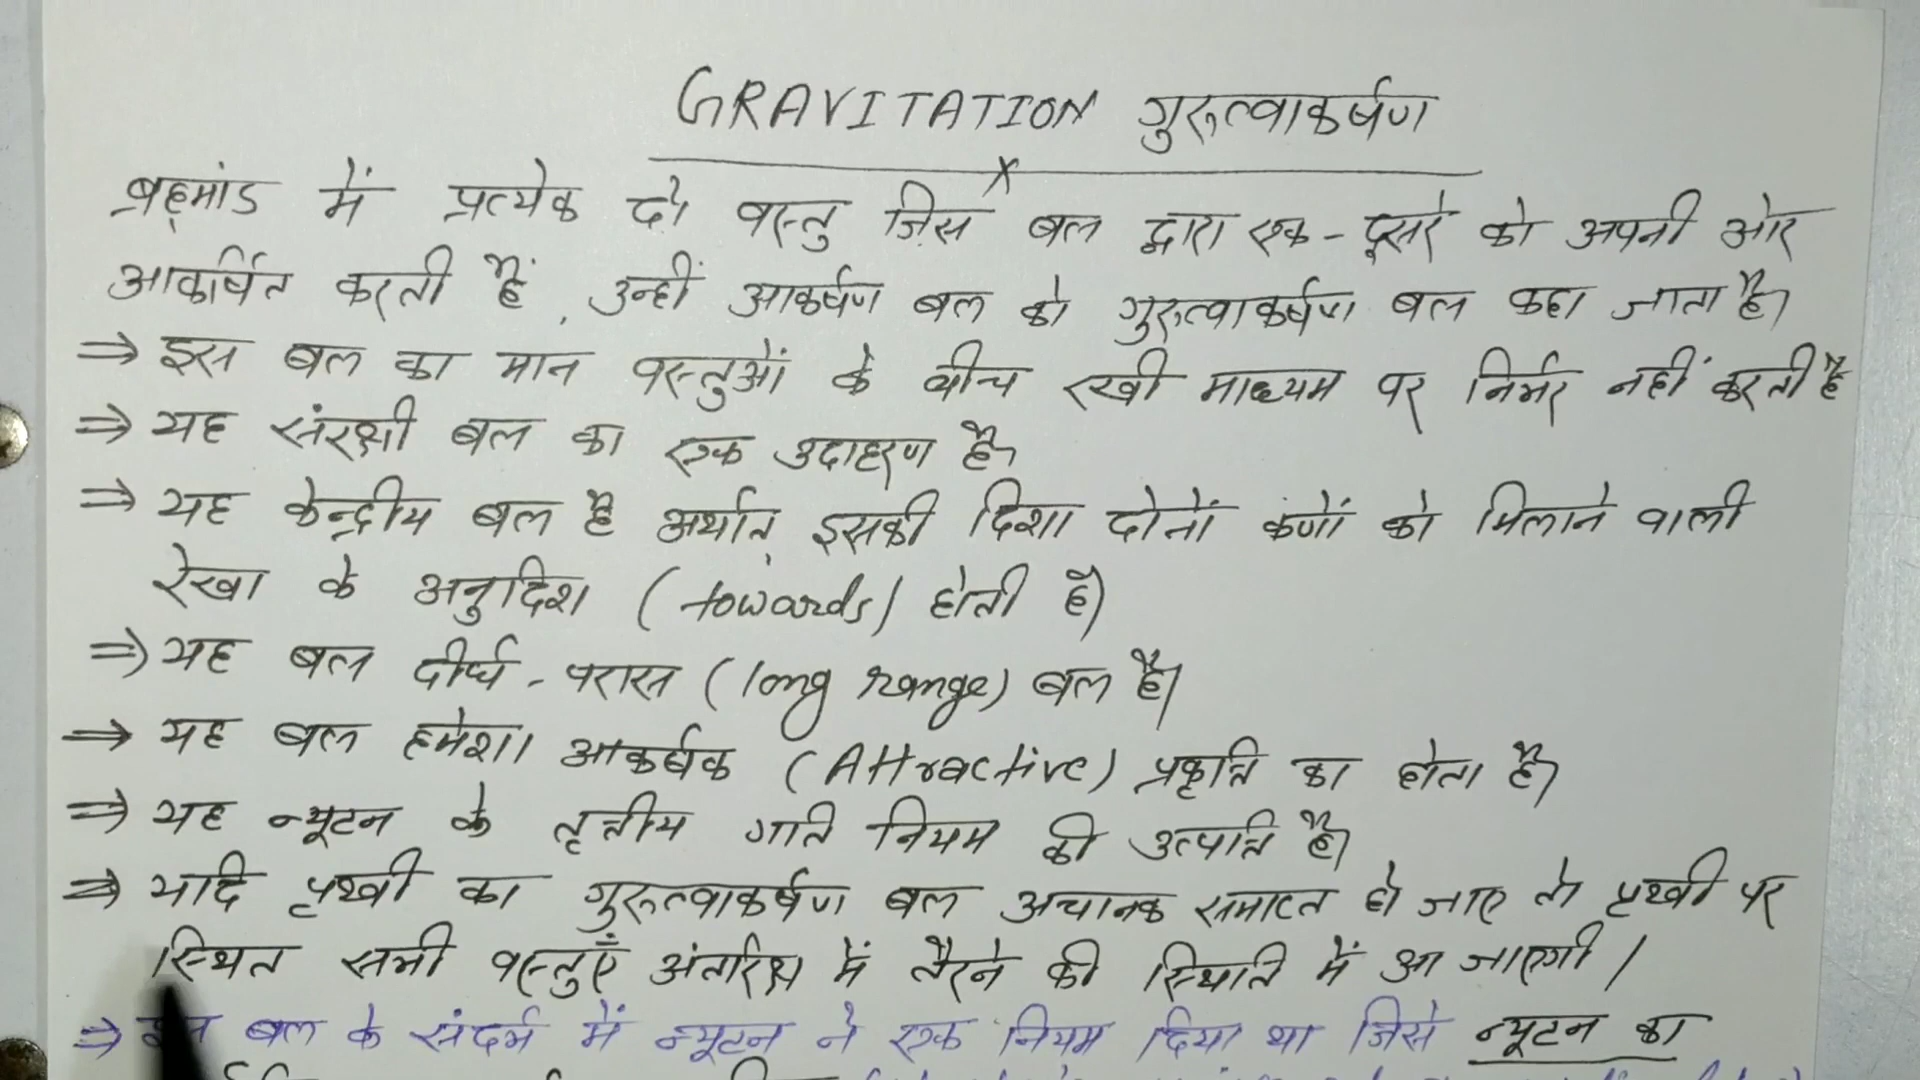 GRAVITATION गुरुत्वाकर्षण
ब्रह्मांड में प्रत्येक दो वस्तु जिस बल द्वारा एक-दूसरे को अपनी ओर
आकर्षित करती हैं, उन्हीं आकर्षण बल को गुरुत्वाकर्षण बल कहा जाता है।
⇒ इस बल का मान वस्तुओं के बीच रखी माध्यम पर निर्भर नहीं करती है
⇒ यह संरक्षी बल का एक उदाहरण है।
⇒ यह केन्द्रीय बल है अर्थात् इसकी दिशा दोनों कणों को मिलाने वाली
रेखा के अनुदिश (towards) होती है।
⇒ यह बल दीर्घ-परास (long range) बल है।
⇒ यह बल हमेशा आकर्षक (Attractive) प्रकृति का होता है।
⇒ यह न्यूटन के तृतीय गति नियम की उत्पत्ति है।
⇒ यदि पृथ्वी का गुरुत्वाकर्षण बल अचानक समाप्त हो जाए तो पृथ्वी पर
स्थित सभी वस्तुएँ अंतरिक्ष में तैरने की स्थिति में आ जाएगी।
⇒ बल के संदर्भ में न्यूटन ने एक नियम दिया था जिसे न्यूटन का